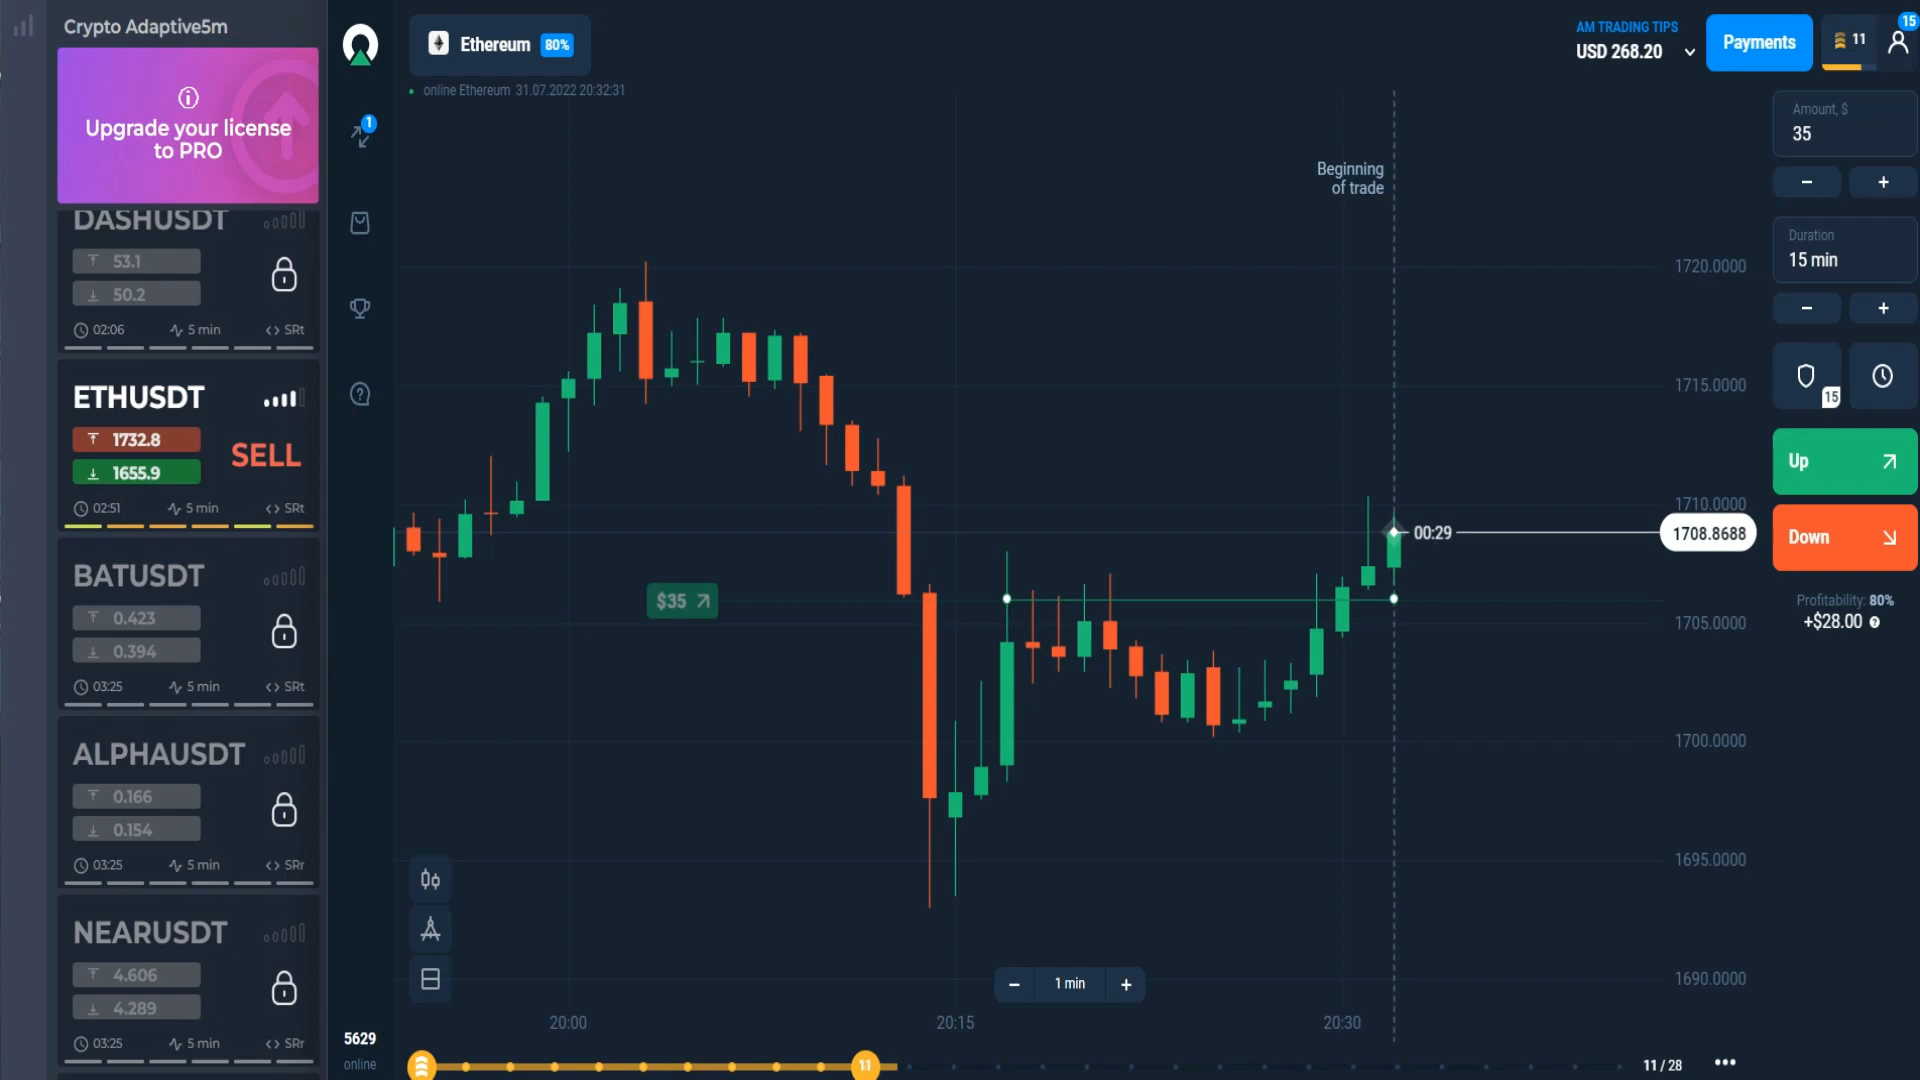 Crypto Adaptive5m
Upgrade your license
to PRO
DASHUSDT
53.1
50.2
02:06 5 min SRt
ETHUSDT
1732.8
1655.9
SELL
02:51 5 min SRt
BATUSDT
0.423
0.394
03:25 5 min SRt
ALPHAUSDT
0.166
0.154
03:25 5 min SRr
NEARUSDT
4.606
4.289
03:25 5 min SRr
1
5629
online
Ethereum 80%
online Ethereum 31.07.2022 20:32:31
Beginning
of trade
$35
00:29
1720.0000
1715.0000
1710.0000
1708.8688
1705.0000
1700.0000
1695.0000
1690.0000
1 min
20:00 20:15 20:30
11
11 / 28
AM TRADING TIPS
USD 268.20
Payments
11
15
Amount, $
35
Duration
15 min
15
Up
Down
Profitability: 80%
+$28.00